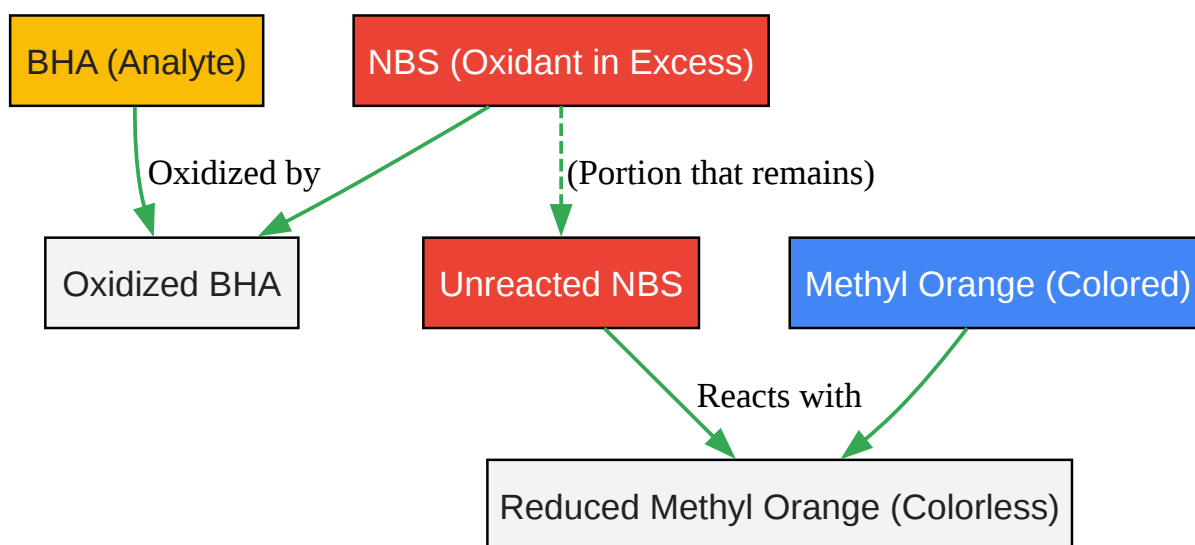 BHA (Analyte)
NBS (Oxidant in Excess)
Oxidized by
(Portion that remains)
Oxidized BHA
Unreacted NBS
Methyl Orange (Colored)
Reacts with
Reduced Methyl Orange (Colorless)